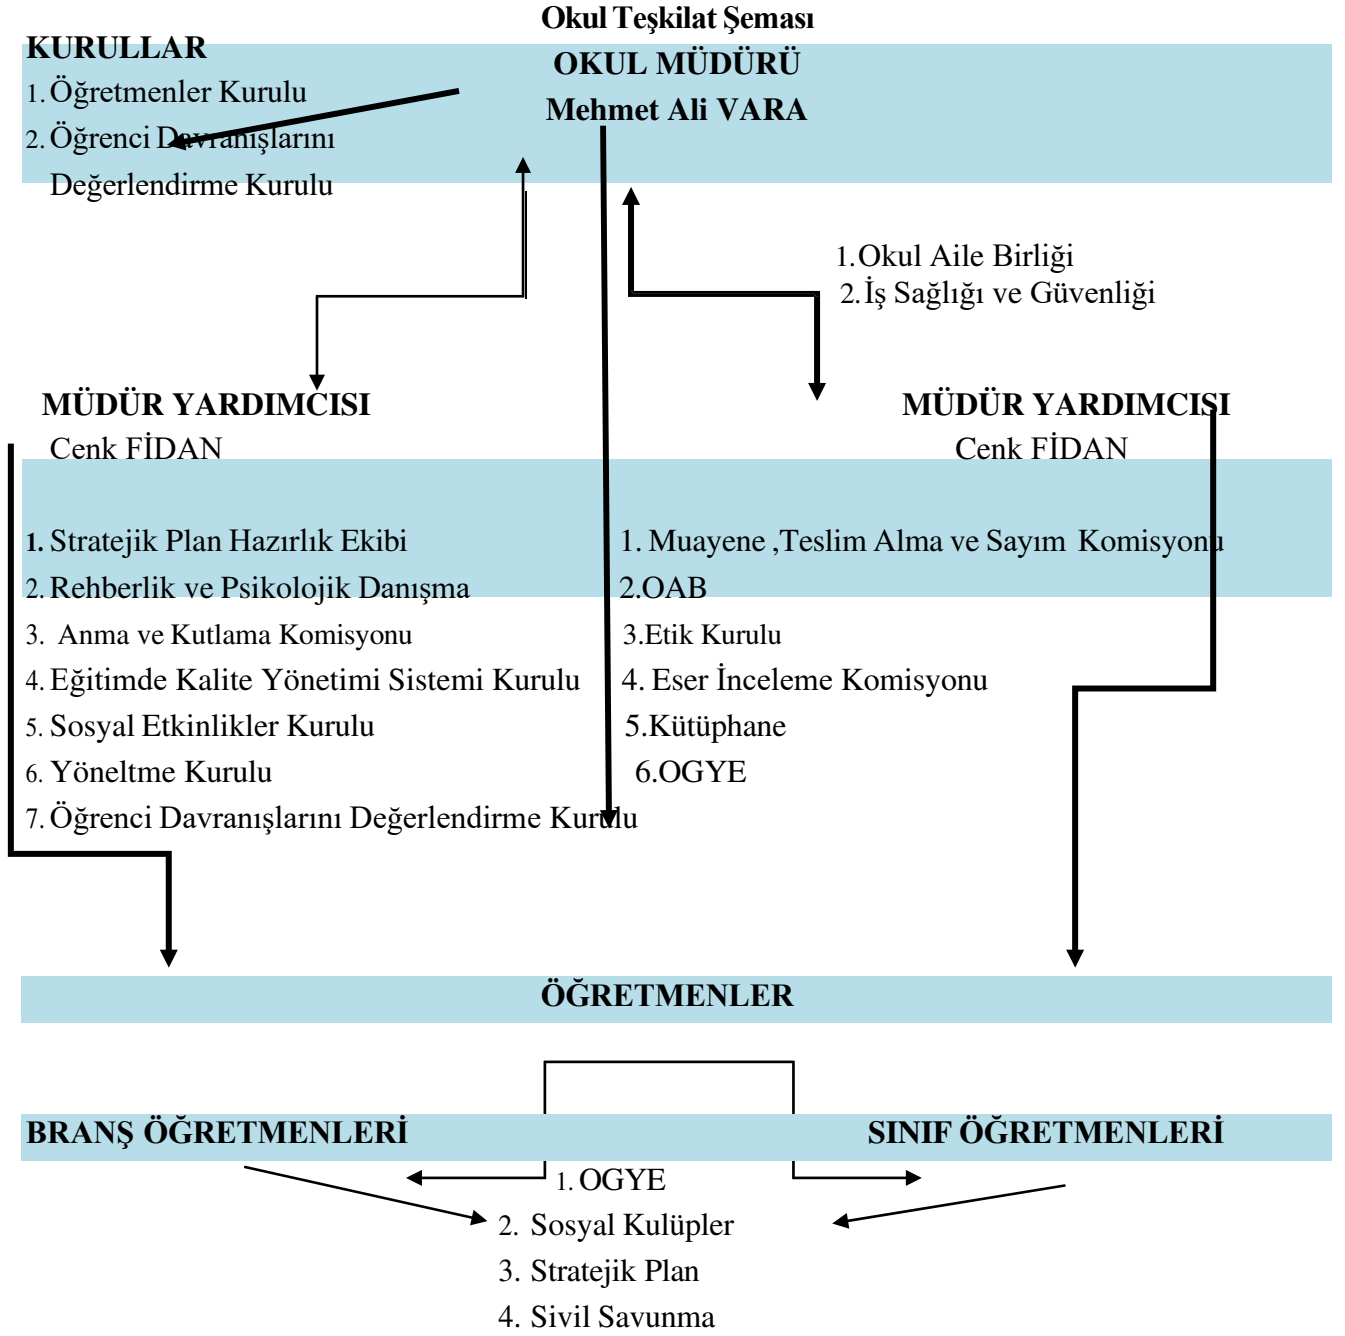 Okul Teşkilat Şeması
KURULLAR
OKUL MÜDÜRÜ
1. Öğretmenler Kurulu
Mehmet Ali VARA
2. Öğrenci Davranışlarını
Değerlendirme Kurulu
1.Okul Aile Birliği
2.İş Sağlığı ve Güvenliği
MÜDÜR YARDIMCISI
Cenk FİDAN
MÜDÜR YARDIMCISI
Cenk FİDAN
1. Stratejik Plan Hazırlık Ekibi
2. Rehberlik ve Psikolojik Danışma
3. Anma ve Kutlama Komisyonu
4. Eğitimde Kalite Yönetimi Sistemi Kurulu
5. Sosyal Etkinlikler Kurulu
6. Yöneltme Kurulu
7. Öğrenci Davranışlarını Değerlendirme Kurulu
1. Muayene ,Teslim Alma ve Sayım Komisyonu
2.OAB
3.Etik Kurulu
4. Eser İnceleme Komisyonu
5.Kütüphane
6.OGYE
ÖĞRETMENLER
BRANŞ ÖĞRETMENLERİ
SINIF ÖĞRETMENLERİ
1. OGYE
2. Sosyal Kulüpler
3. Stratejik Plan
4. Sivil Savunma